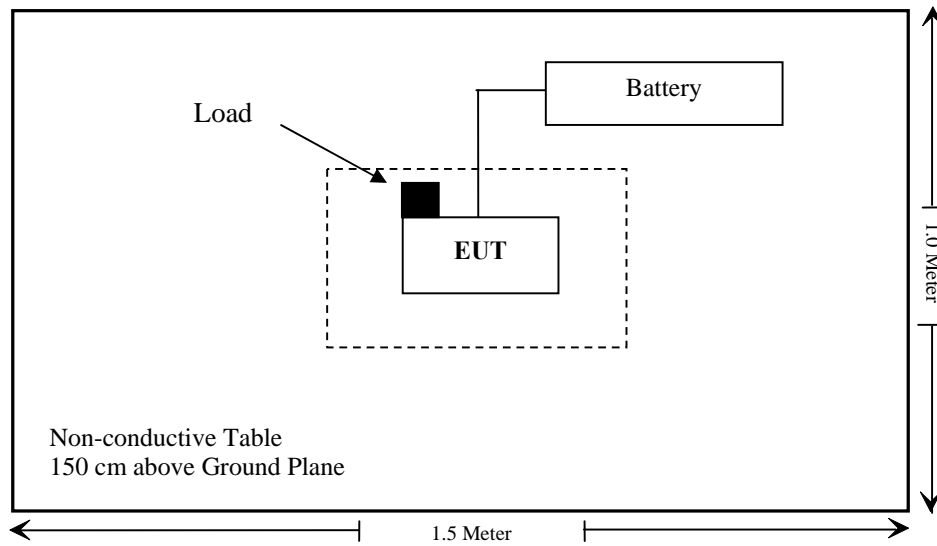 Battery
Load
EUT
1.0 Meter
Non-conductive Table
150 cm above Ground Plane
1.5 Meter